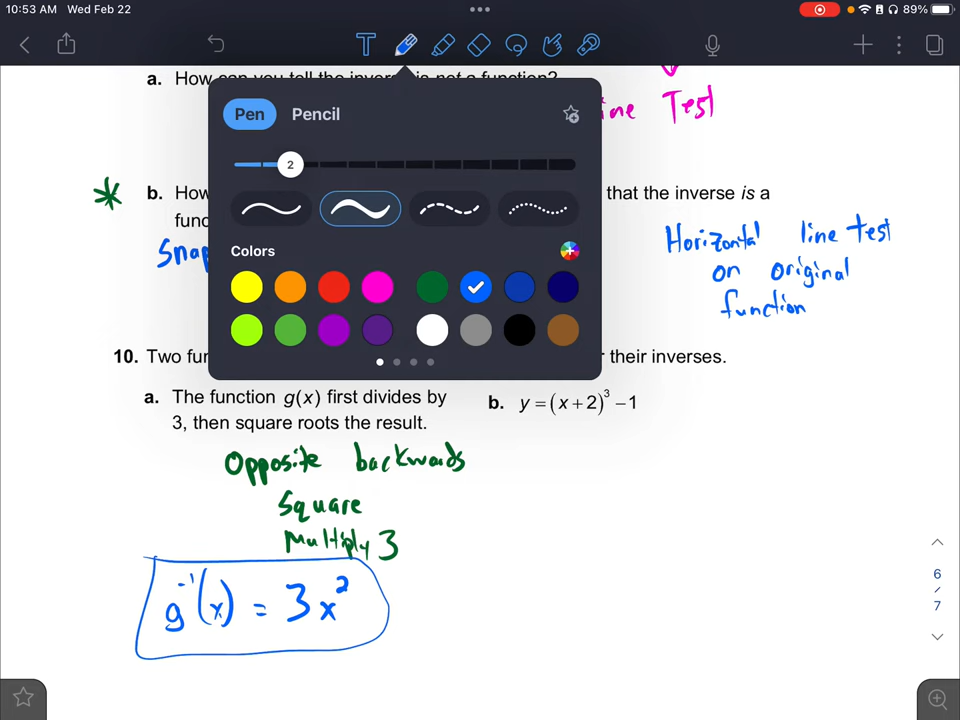 10:53 AM Wed Feb 22
89%
T
a. How can you tell the inverse is not a function?
ine Test
Pen Pencil
2
b. How that the inverse is a
func
Snap
Horizontal line test
on original
function
Colors
10. Two fun their inverses.
a. The function g(x) first divides by
3, then square roots the result.
b. y = (x + 2)³ − 1
Opposite backwards
Square
Multiply 3
g⁻¹(x) = 3x²
6
/
7